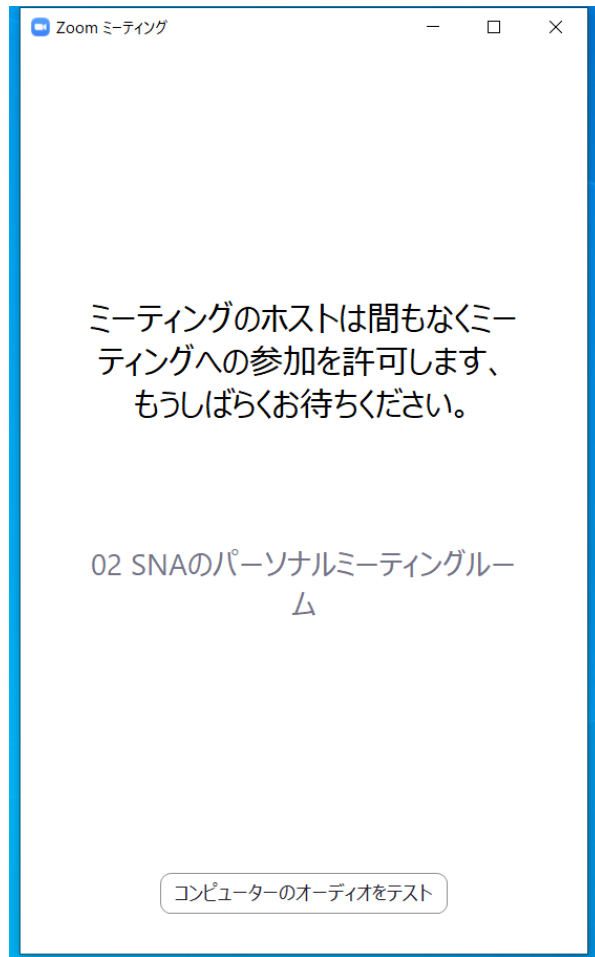 Zoom ミーティング
ミーティングのホストは間もなくミー
ティングへの参加を許可します、
もうしばらくお待ちください。
02 SNAのパーソナルミーティングルー
ム
コンピューターのオーディオをテスト